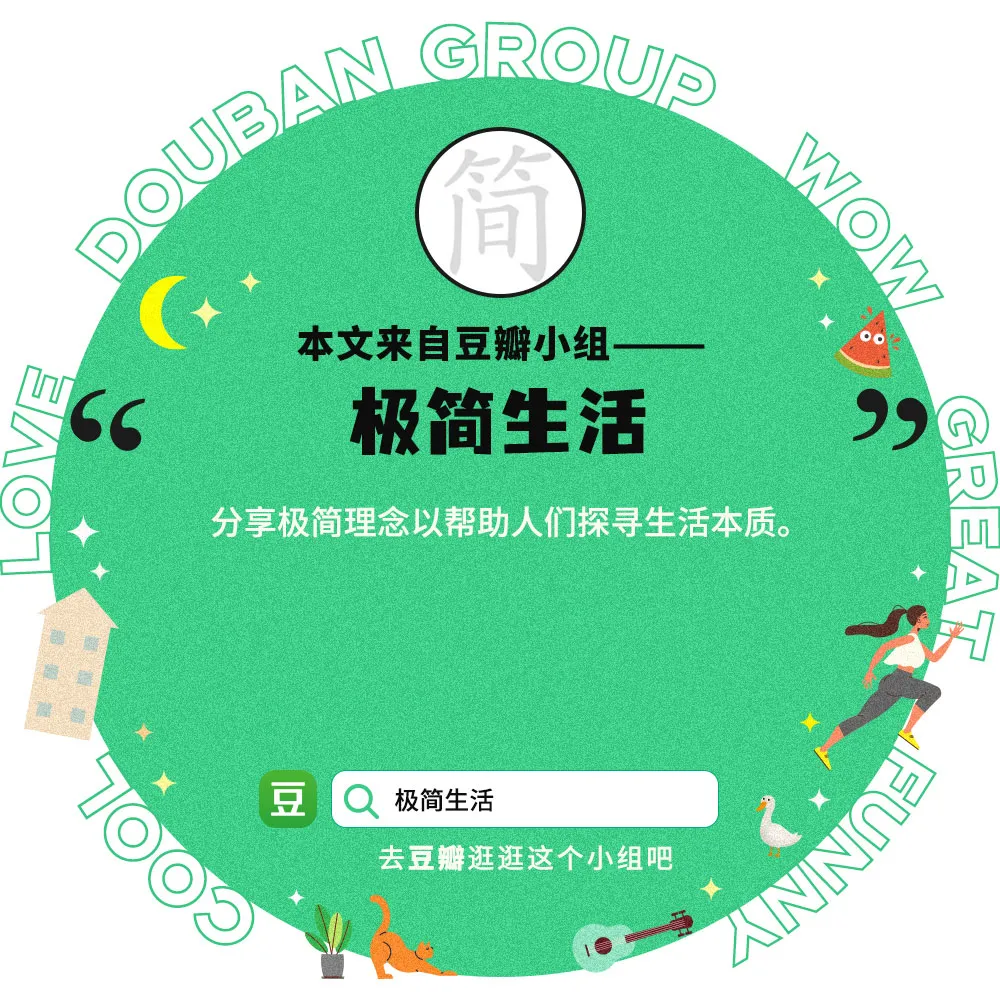 DOUBAN GROUP
WOW
简
本文来自豆瓣小组——
“极简生活”
分享极简理念以帮助人们探寻生活本质。
LOVE
GREAT
豆
极简生活
去豆瓣逛逛这个小组吧
COOL
FUNNY